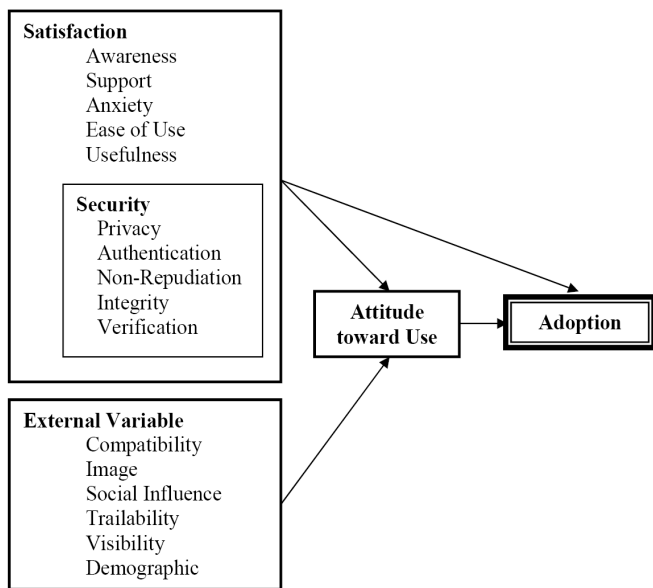 Satisfaction
Awareness
Support
Anxiety
Ease of Use
Usefulness
Security
Privacy
Authentication
Non-Repudiation
Integrity
Verification
Attitude
toward Use
Adoption
External Variable
Compatibility
Image
Social Influence
Trailability
Visibility
Demographic